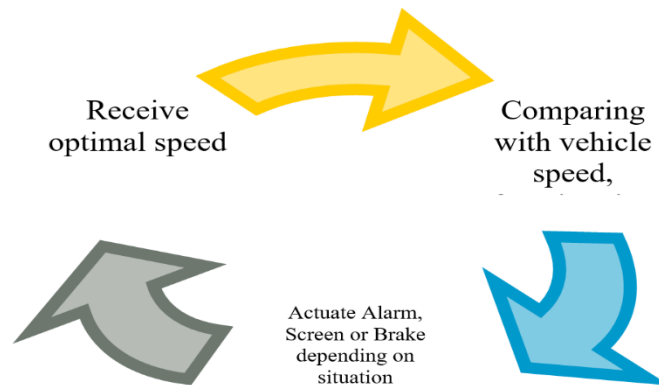 Receive
optimal speed
Comparing
with vehicle
speed,
Actuate Alarm,
Screen or Brake
depending on
situation